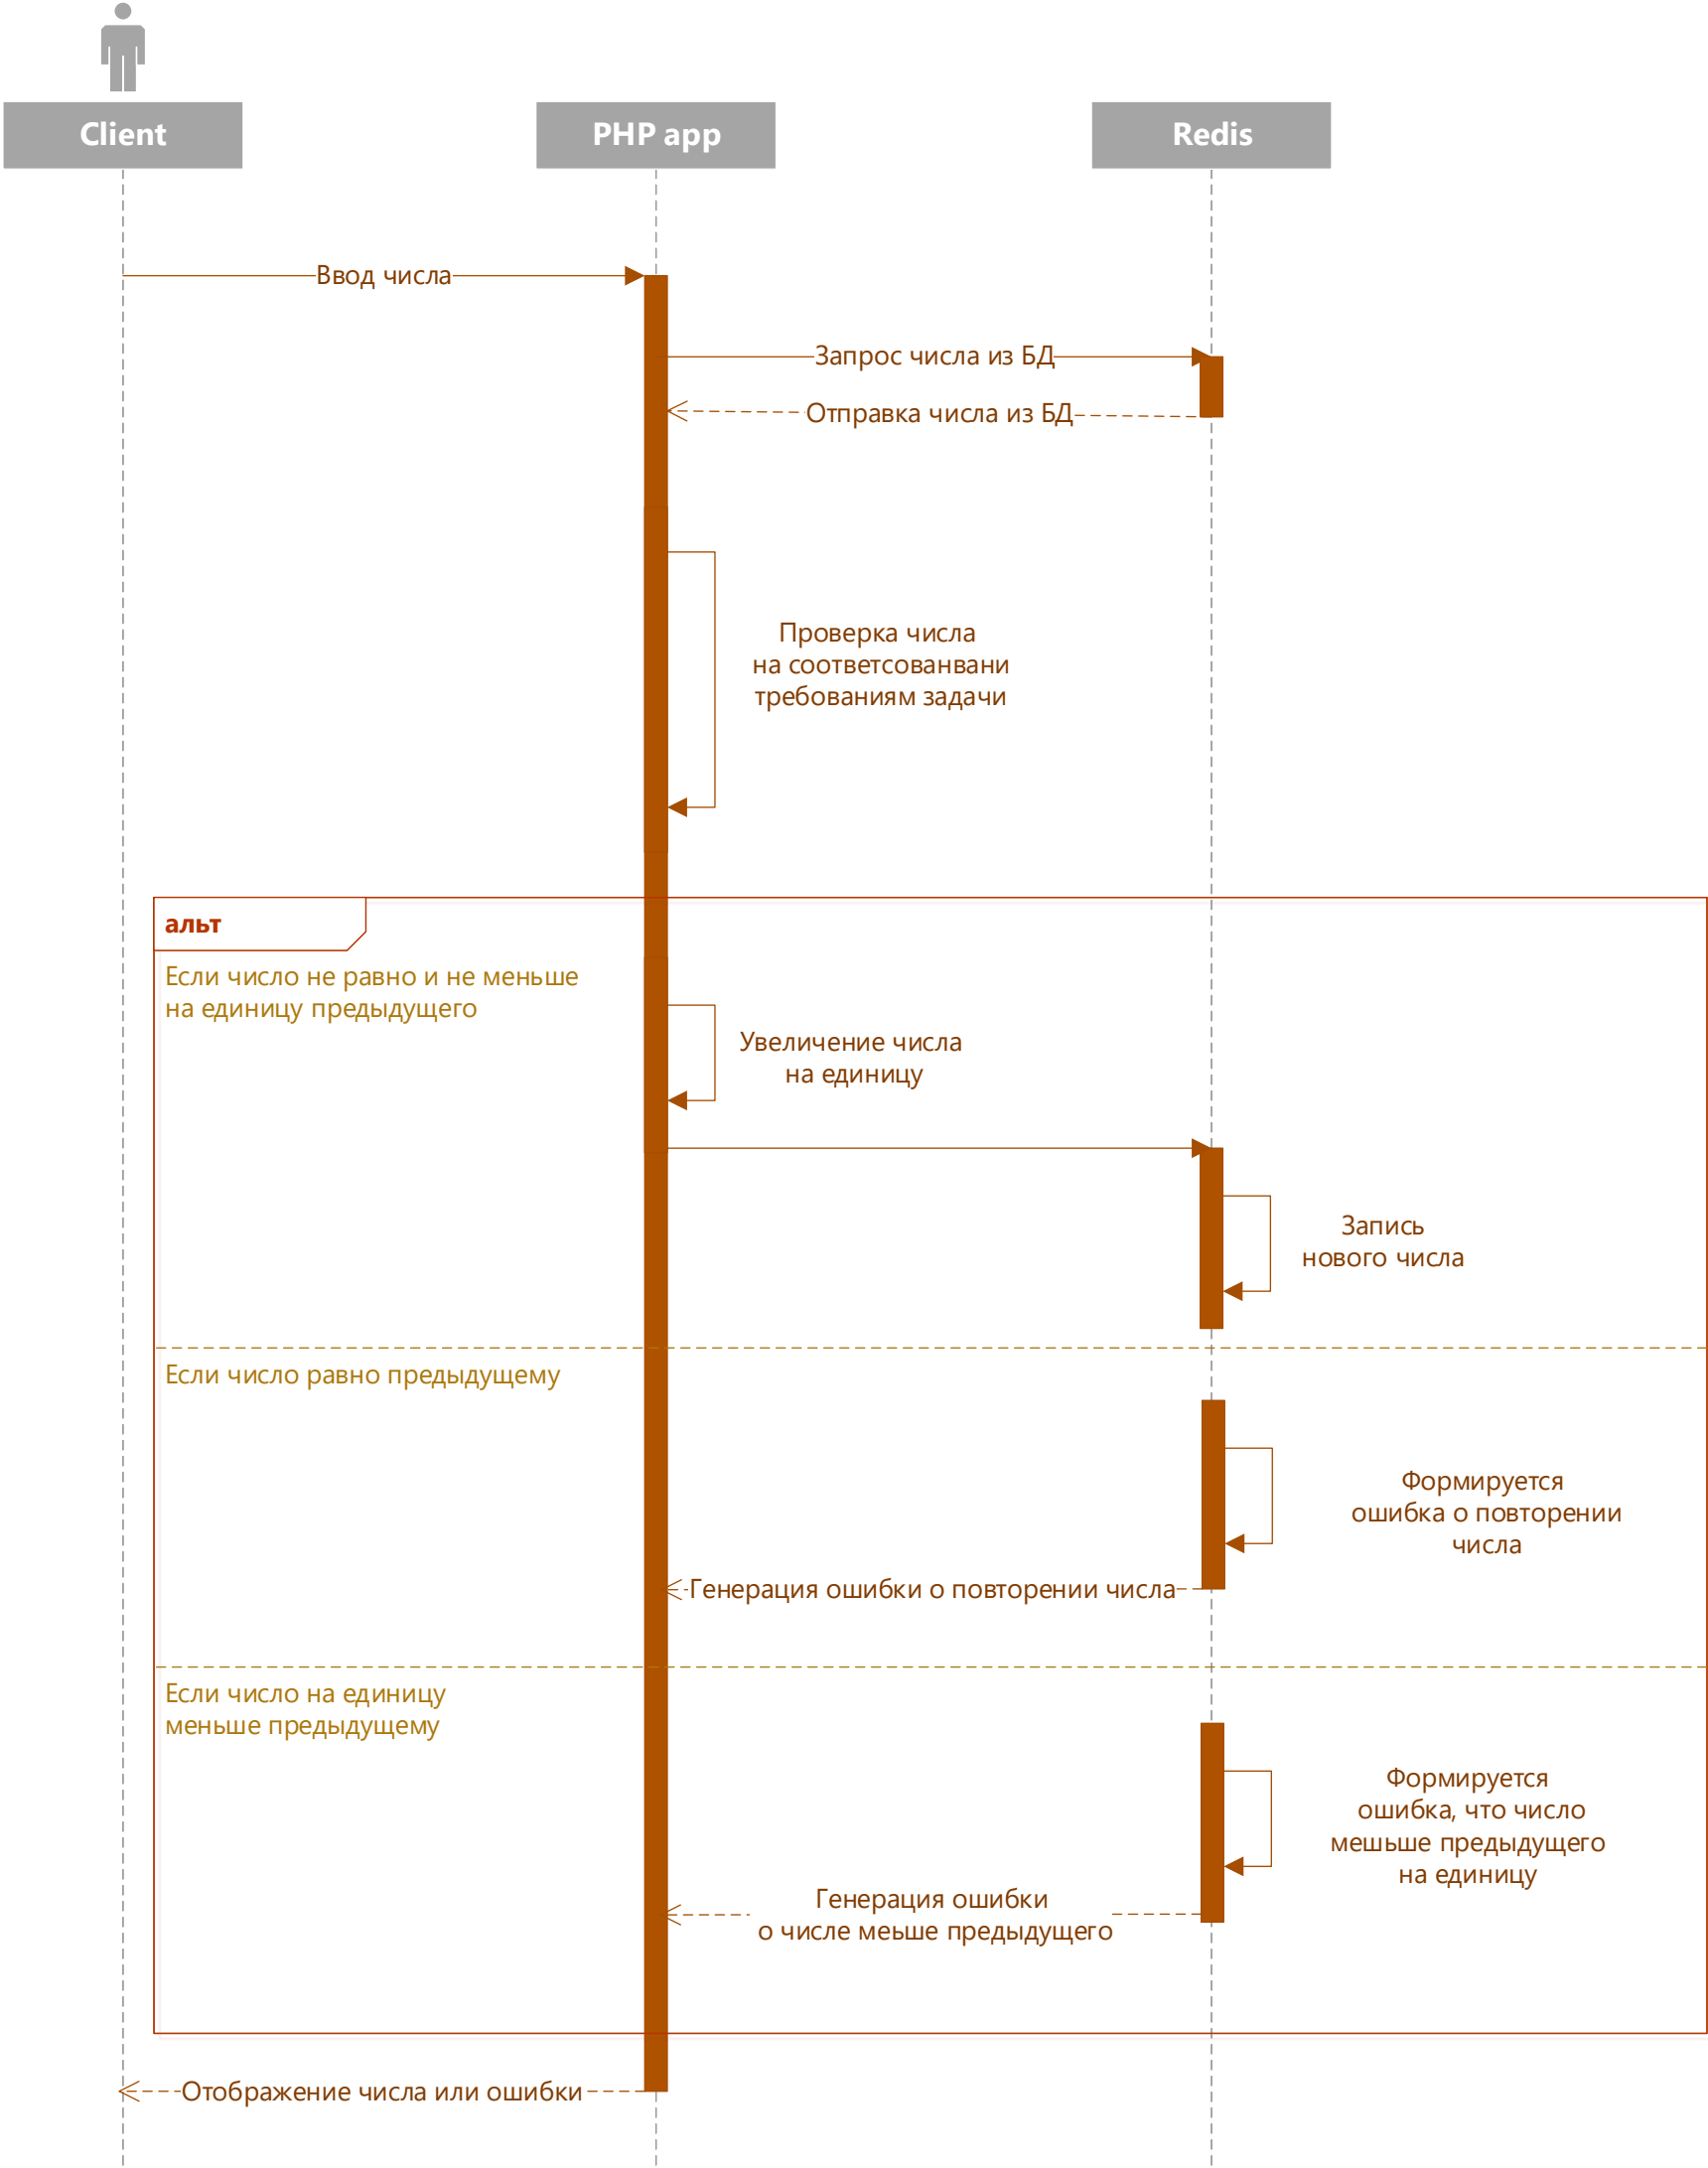 Client
PHP app
Redis
Ввод числа
Запрос числа из БД
Отправка числа из БД
Проверка числа
на соответсованвани
требованиям задачи
альт
Если число не равно и не меньше
на единицу предыдущего
Увеличение числа
на единицу
Запись
нового числа
Если число равно предыдущему
Формируется
ошибка о повторении
числа
Генерация ошибки о повторении числа
Если число на единицу
меньше предыдущему
Формируется
ошибка, что число
мешьше предыдущего
на единицу
Генерация ошибки
о числе меьше предыдущего
Отображение числа или ошибки